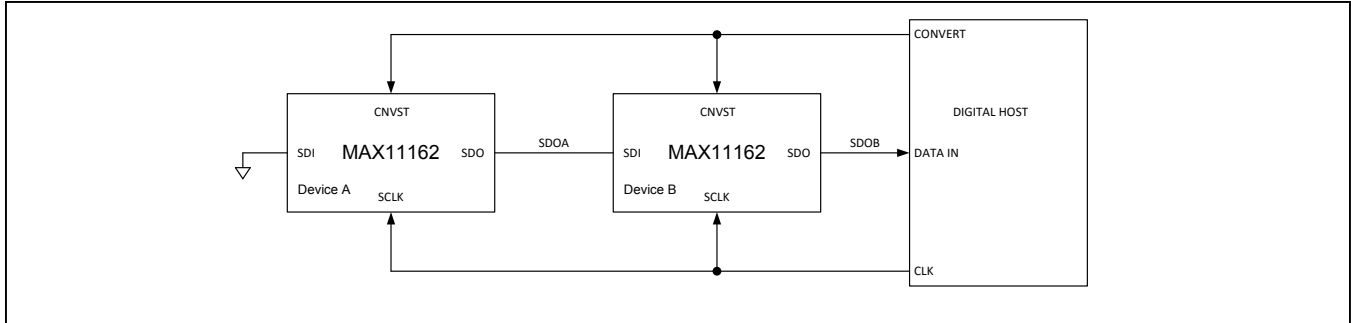 CONVERT
CNVST
CNVST
DIGITAL HOST
SDI
MAX11162
SDO
SDOA
SDI
MAX11162
SDO
SDOB
DATA IN
Device A
SCLK
Device B
SCLK
CLK